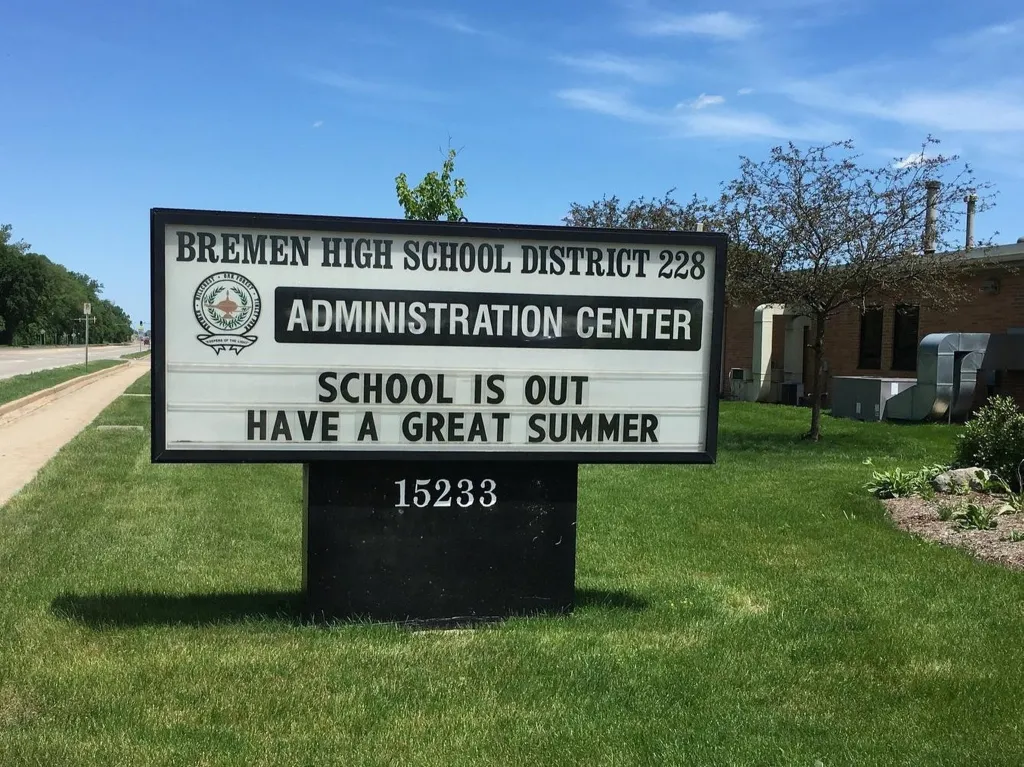 BREMEN HIGH SCHOOL DISTRICT 228
ADMINISTRATION CENTER
SCHOOL IS OUT
HAVE A GREAT SUMMER
15233